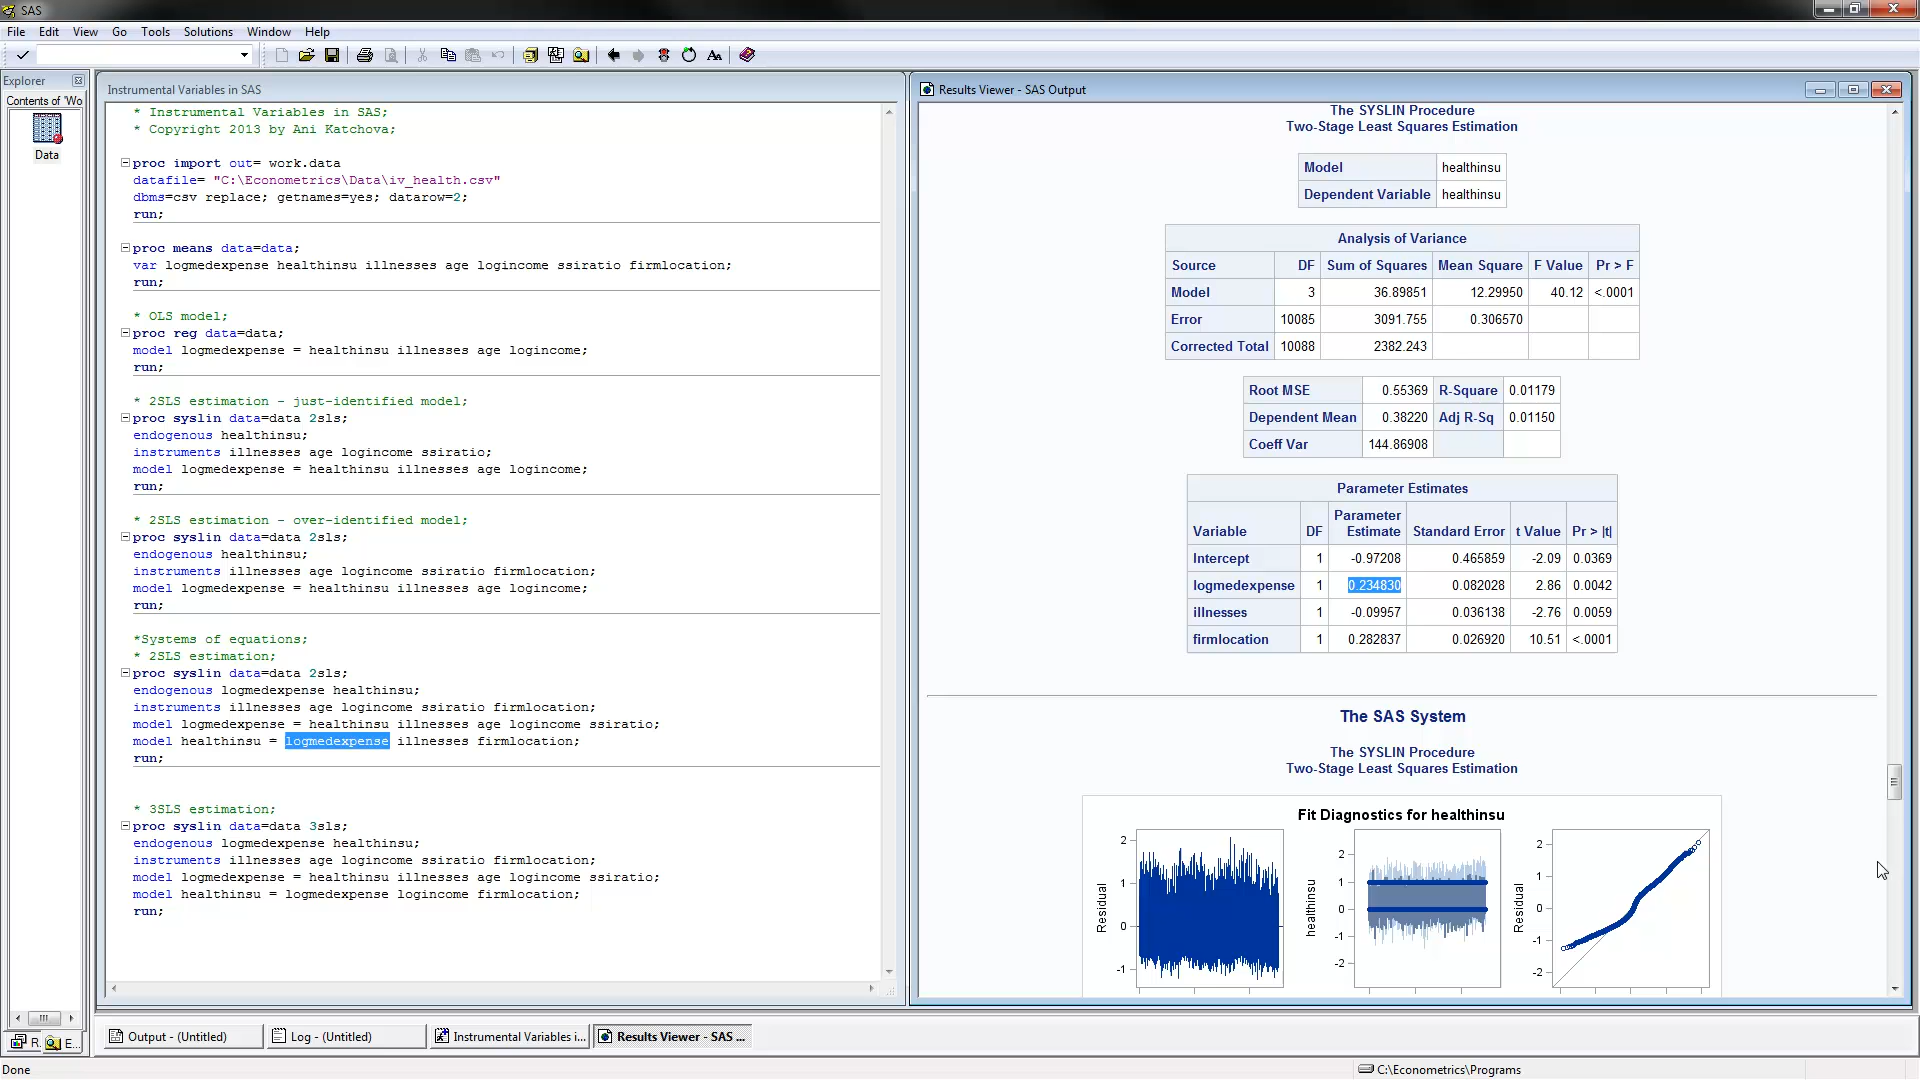 SAS
File Edit View Go Tools Solutions Window Help
Explorer
Contents of 'Wo
Data
Instrumental Variables in SAS
* Instrumental Variables in SAS;
* Copyright 2013 by Ani Katchova;
proc import out= work.data
datafile= "C:\Econometrics\Data\iv_health.csv"
dbms=csv replace; getnames=yes; datarow=2;
run;
proc means data=data;
var logmedexpense healthinsu illnesses age logincome ssiratio firmlocation;
run;
* OLS model;
proc reg data=data;
model logmedexpense = healthinsu illnesses age logincome;
run;
* 2SLS estimation - just-identified model;
proc syslin data=data 2sls;
endogenous healthinsu;
instruments illnesses age logincome ssiratio;
model logmedexpense = healthinsu illnesses age logincome;
run;
* 2SLS estimation - over-identified model;
proc syslin data=data 2sls;
endogenous healthinsu;
instruments illnesses age logincome ssiratio firmlocation;
model logmedexpense = healthinsu illnesses age logincome;
run;
*Systems of equations;
* 2SLS estimation;
proc syslin data=data 2sls;
endogenous logmedexpense healthinsu;
instruments illnesses age logincome ssiratio firmlocation;
model logmedexpense = healthinsu illnesses age logincome ssiratio;
model healthinsu = logmedexpense illnesses firmlocation;
run;
* 3SLS estimation;
proc syslin data=data 3sls;
endogenous logmedexpense healthinsu;
instruments illnesses age logincome ssiratio firmlocation;
model logmedexpense = healthinsu illnesses age logincome ssiratio;
model healthinsu = logmedexpense logincome firmlocation;
run;
Results Viewer - SAS Output
The SYSLIN Procedure
Two-Stage Least Squares Estimation
Model healthinsu
Dependent Variable healthinsu
Analysis of Variance
Source DF Sum of Squares Mean Square F Value Pr > F
Model 3 36.89851 12.29950 40.12 <.0001
Error 10085 3091.755 0.306570
Corrected Total 10088 2382.243
Root MSE 0.55369 R-Square 0.01179
Dependent Mean 0.38220 Adj R-Sq 0.01150
Coeff Var 144.86908
Parameter Estimates
Variable DF Parameter Estimate Standard Error t Value Pr > |t|
Intercept 1 -0.97208 0.465859 -2.09 0.0369
logmedexpense 1 0.234830 0.082028 2.86 0.0042
illnesses 1 -0.09957 0.036138 -2.76 0.0059
firmlocation 1 0.282837 0.026920 10.51 <.0001
The SAS System
The SYSLIN Procedure
Two-Stage Least Squares Estimation
Fit Diagnostics for healthinsu
Residual
2
1
0
-1
healthinsu
2
1
0
-1
-2
Residual
2
1
0
-1
-2
R. E...
Output - (Untitled) Log - (Untitled) Instrumental Variables i... Results Viewer - SAS ...
Done C:\Econometrics\Programs